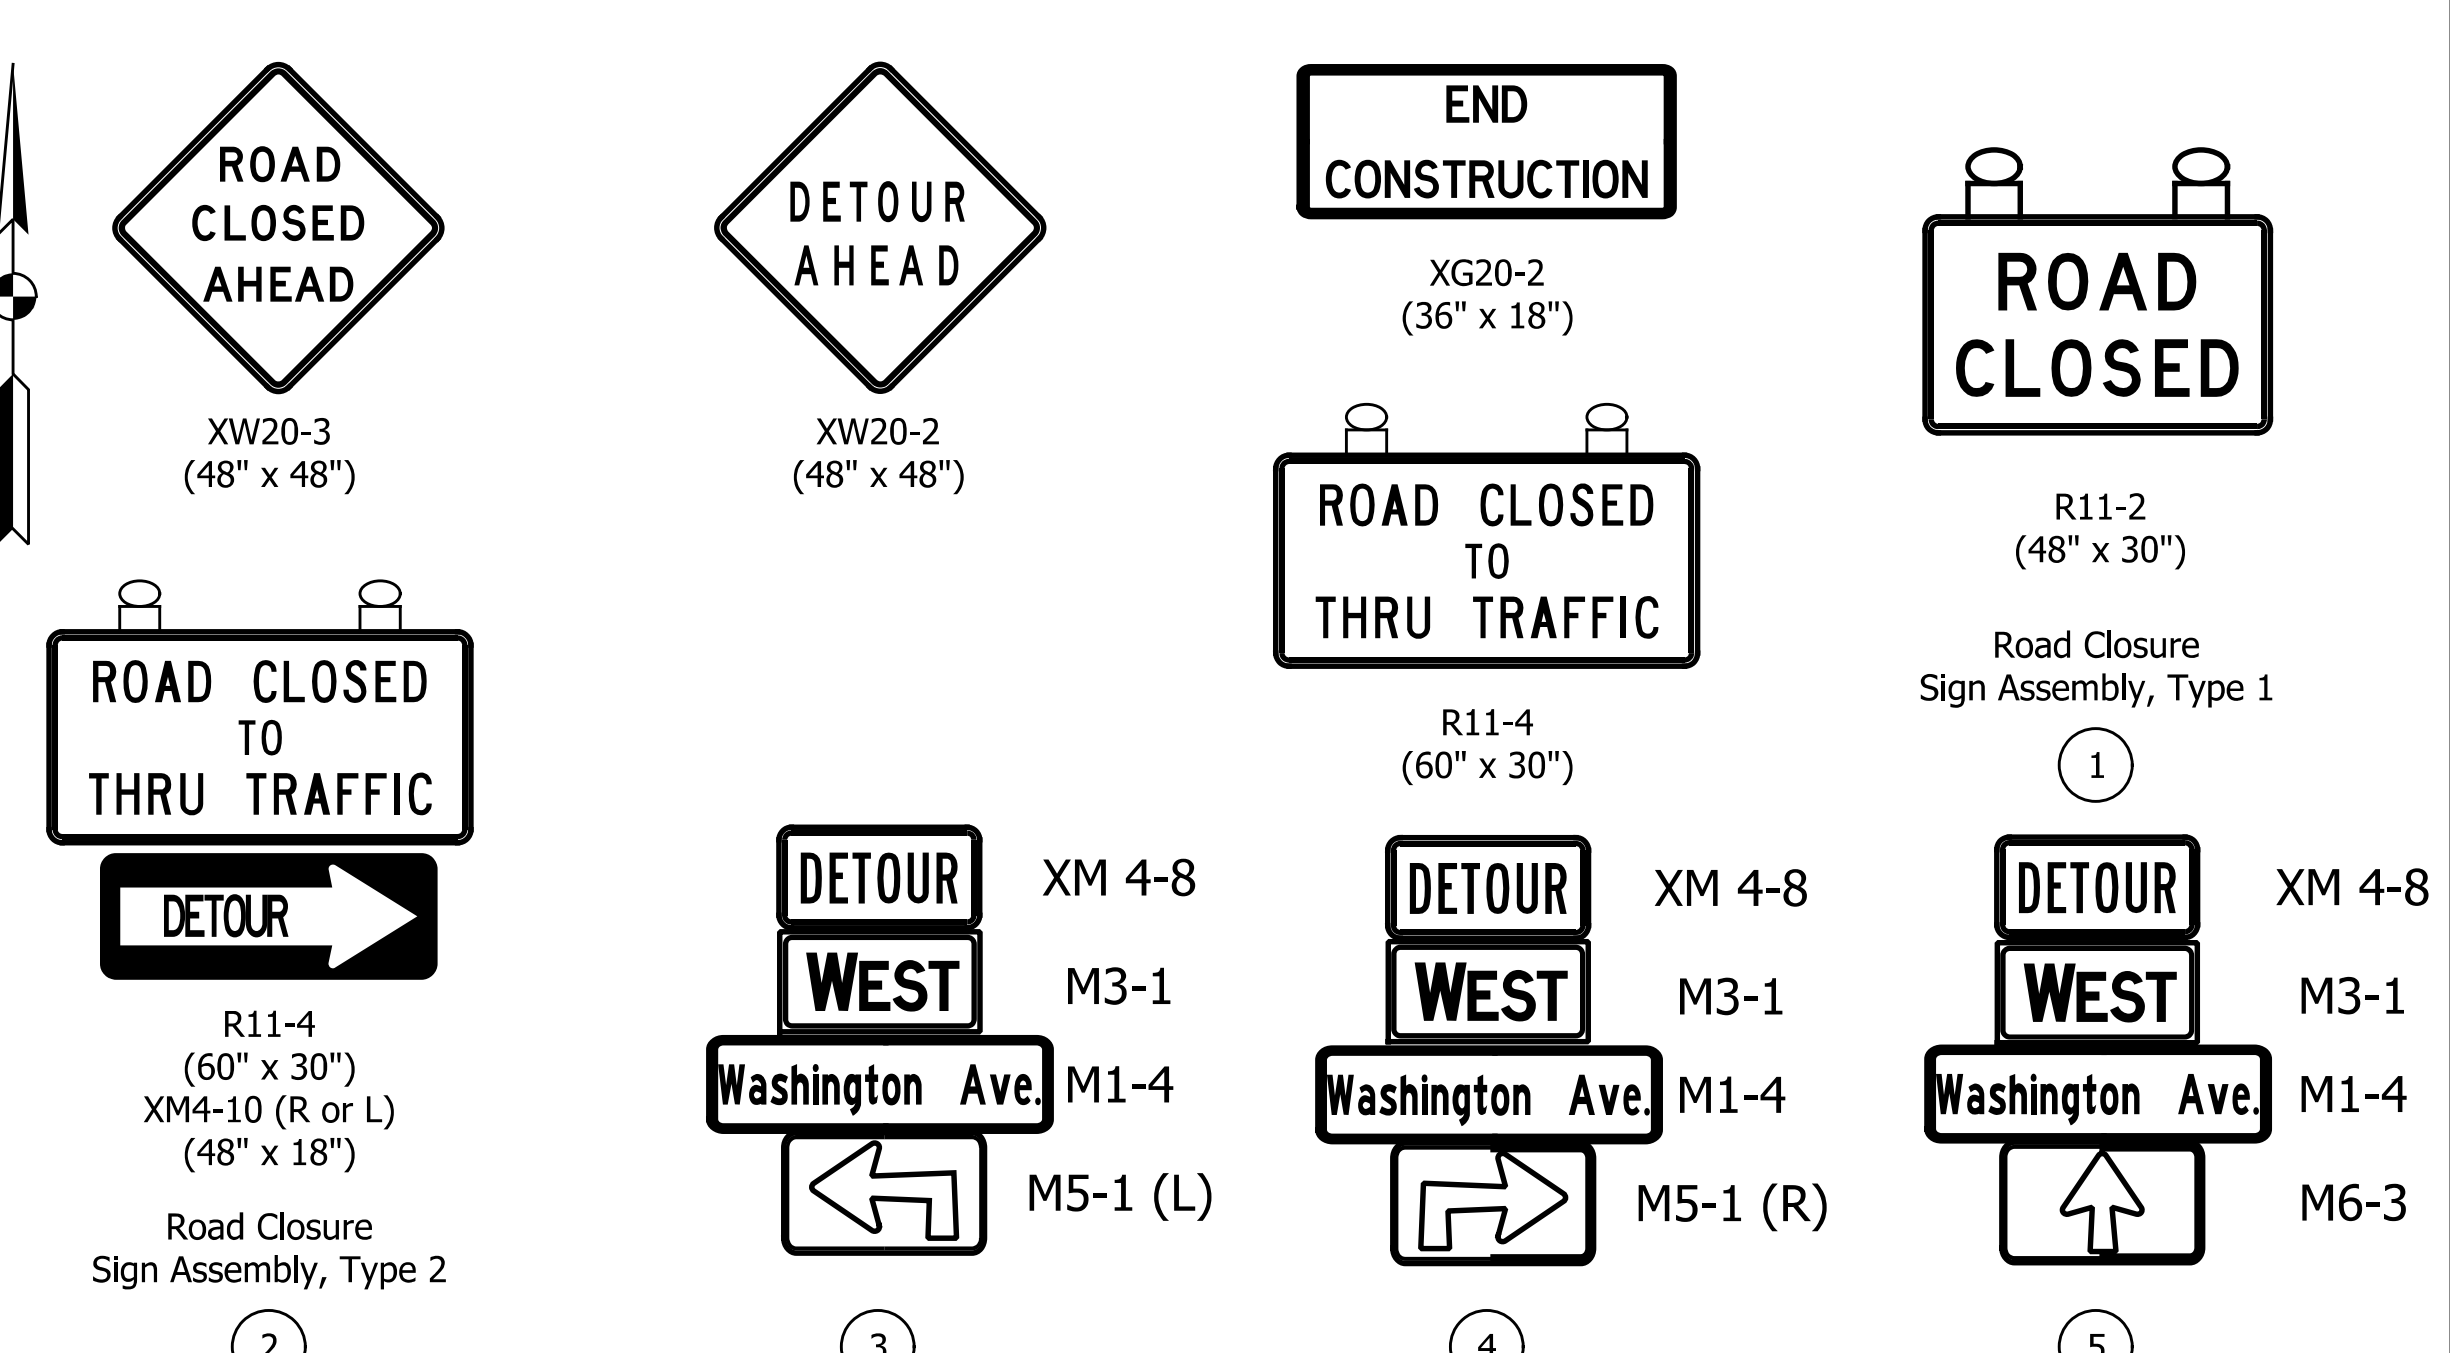 ROAD
CLOSED
AHEAD
XW20-3
(48" x 48")
DETOUR
AHEAD
XW20-2
(48" x 48")
END
CONSTRUCTION
XG20-2
(36" x 18")
ROAD CLOSED
TO
THRU TRAFFIC
R11-4
(60" x 30")
ROAD
CLOSED
R11-2
(48" x 30")
Road Closure
Sign Assembly, Type 1
1
ROAD CLOSED
TO
THRU TRAFFIC
DETOUR
R11-4
(60" x 30")
XM4-10 (R or L)
(48" x 18")
Road Closure
Sign Assembly, Type 2
2
DETOUR XM 4-8
WEST M3-1
Washington Ave. M1-4
M5-1 (L)
3
DETOUR XM 4-8
WEST M3-1
Washington Ave. M1-4
M5-1 (R)
4
DETOUR XM 4-8
WEST M3-1
Washington Ave. M1-4
M6-3
5